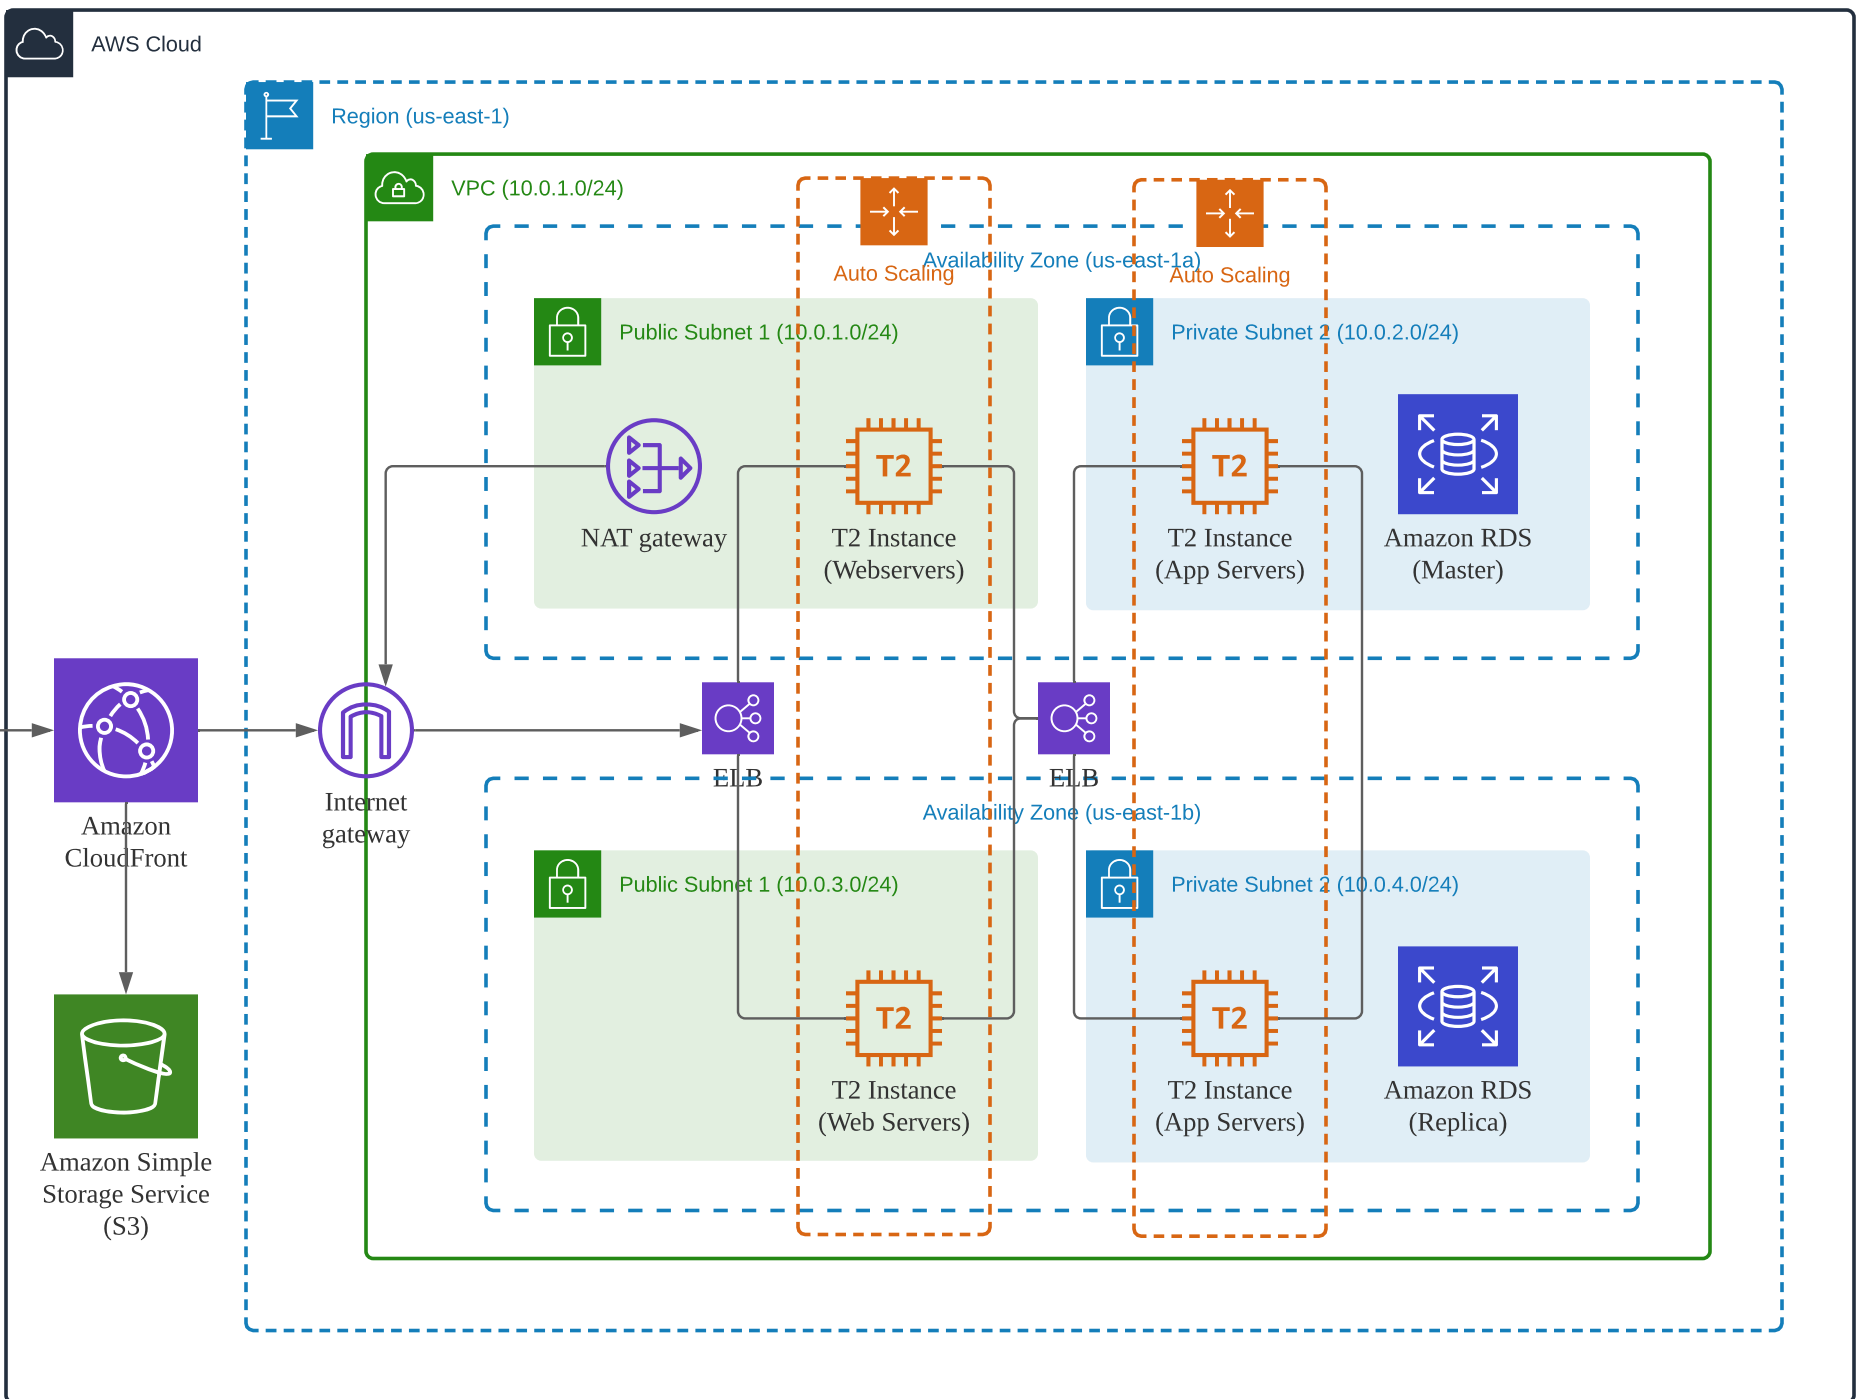 AWS Cloud
Region (us-east-1)
VPC (10.0.1.0/24)
Availability Zone (us-east-1a)
Auto Scaling
Auto Scaling
Public Subnet 1 (10.0.1.0/24)
Private Subnet 2 (10.0.2.0/24)
T2
T2
NAT gateway
T2 Instance
(Webservers)
T2 Instance
(App Servers)
Amazon RDS
(Master)
ELB
ELB
Internet
gateway
Amazon
CloudFront
Availability Zone (us-east-1b)
Public Subnet 1 (10.0.3.0/24)
Private Subnet 2 (10.0.4.0/24)
T2
T2
T2 Instance
(Web Servers)
T2 Instance
(App Servers)
Amazon RDS
(Replica)
Amazon Simple
Storage Service
(S3)